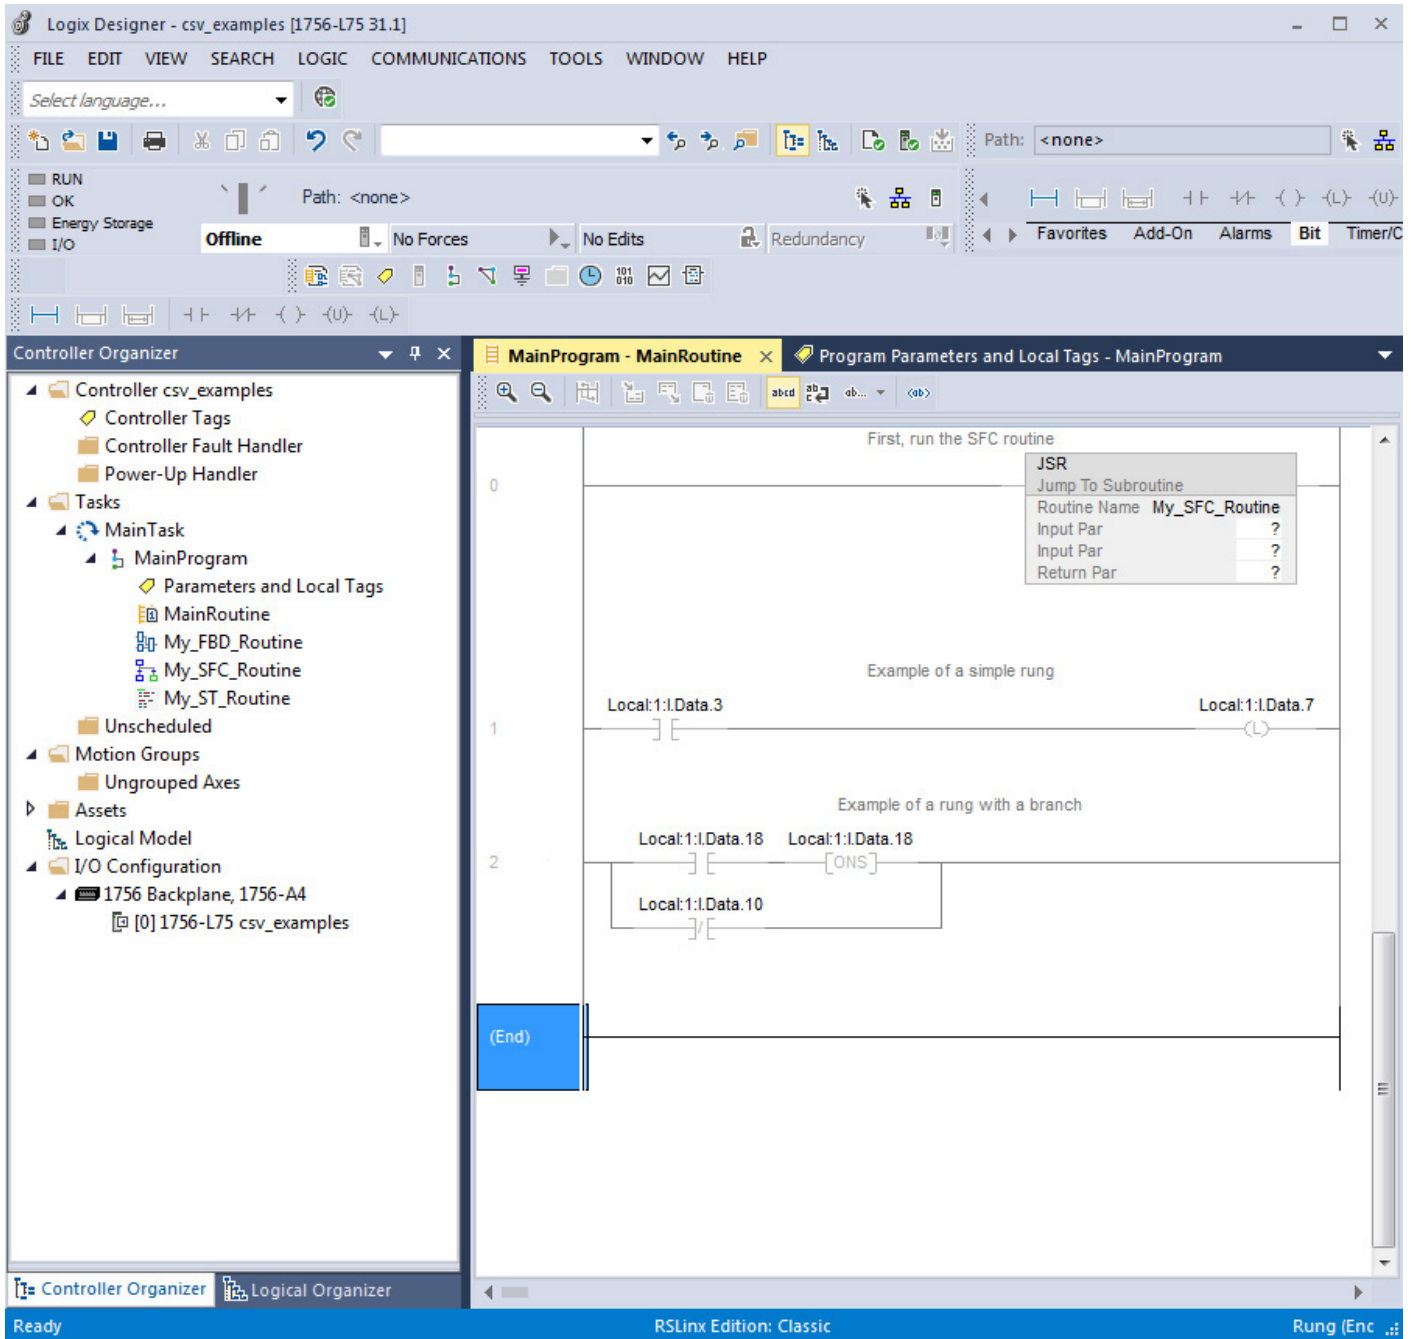 Logix Designer - csv_examples [1756-L75 31.1]
FILE EDIT VIEW SEARCH LOGIC COMMUNICATIONS TOOLS WINDOW HELP
Select language...
Path: <none>
RUN
OK
Energy Storage
I/O
Path: <none>
Offline
No Forces
No Edits
Redundancy
Favorites Add-On Alarms Bit Timer/C
Controller Organizer
Controller csv_examples
Controller Tags
Controller Fault Handler
Power-Up Handler
Tasks
MainTask
MainProgram
Parameters and Local Tags
MainRoutine
My_FBD_Routine
My_SFC_Routine
My_ST_Routine
Unscheduled
Motion Groups
Ungrouped Axes
Assets
Logical Model
I/O Configuration
1756 Backplane, 1756-A4
[0] 1756-L75 csv_examples
Controller Organizer
Logical Organizer
MainProgram - MainRoutine
Program Parameters and Local Tags - MainProgram
First, run the SFC routine
0
JSR
Jump To Subroutine
Routine Name My_SFC_Routine
Input Par ?
Input Par ?
Return Par ?
Example of a simple rung
Local:1:I.Data.3
Local:1:I.Data.7
1
(L)
Example of a rung with a branch
Local:1:I.Data.18 Local:1:I.Data.18
2
[ONS]
Local:1:I.Data.10
(End)
Ready
RSLinx Edition: Classic
Rung (Enc